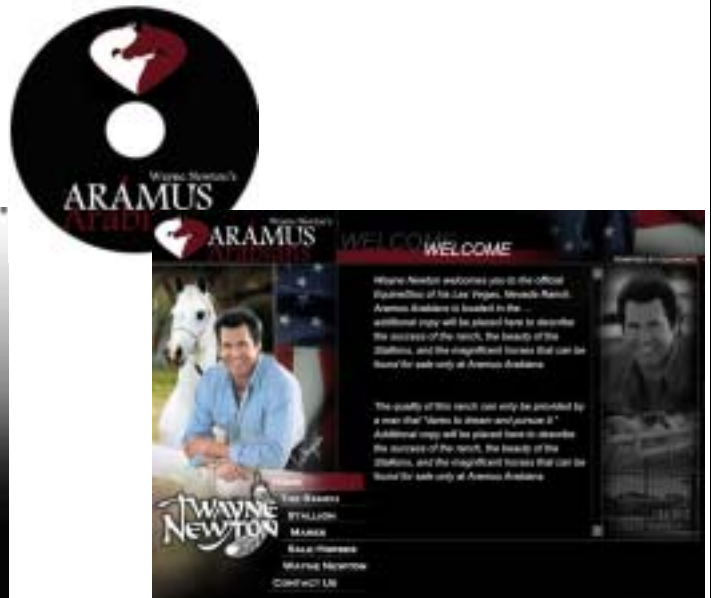 Wayne Newton's
ARAMUS
Arabi
Wayne Newton's
ARAMUS
Arabians
WELCOME
WELCOME
Wayne Newton welcomes you to the official
EquineDisc of his Las Vegas, Nevada Ranch.
Aramus Arabians is located in the ...
additional copy will be placed here to describe
the success of the ranch, the beauty of the
Stallions, and the magnificent horses that can be
found for sale only at Aramus Arabians
The quality of this ranch can only be provided by
a man that "dares to dream and pursue it."
Additional copy will be placed here to describe
the success of the ranch, the beauty of the
Stallions, and the magnificent horses that can be
found for sale only at Aramus Arabians
WAYNE
NEWTON
THE RANCH
STALLION
MARES
SALE HORSES
WAYNE NEWTON
CONTACT US